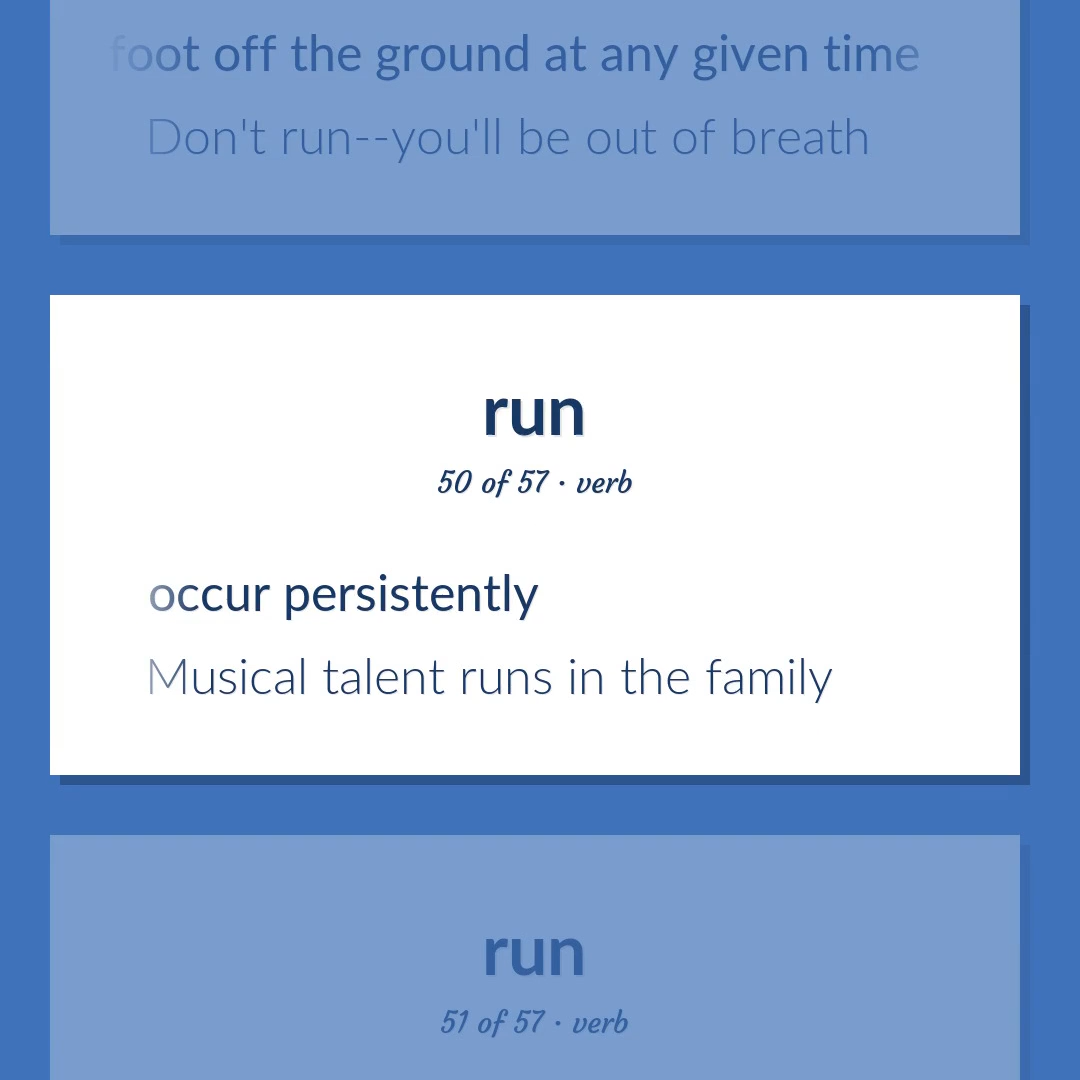 foot off the ground at any given time
Don't run--you'll be out of breath
run
50 of 57 · verb
occur persistently
Musical talent runs in the family
run
51 of 57 · verb